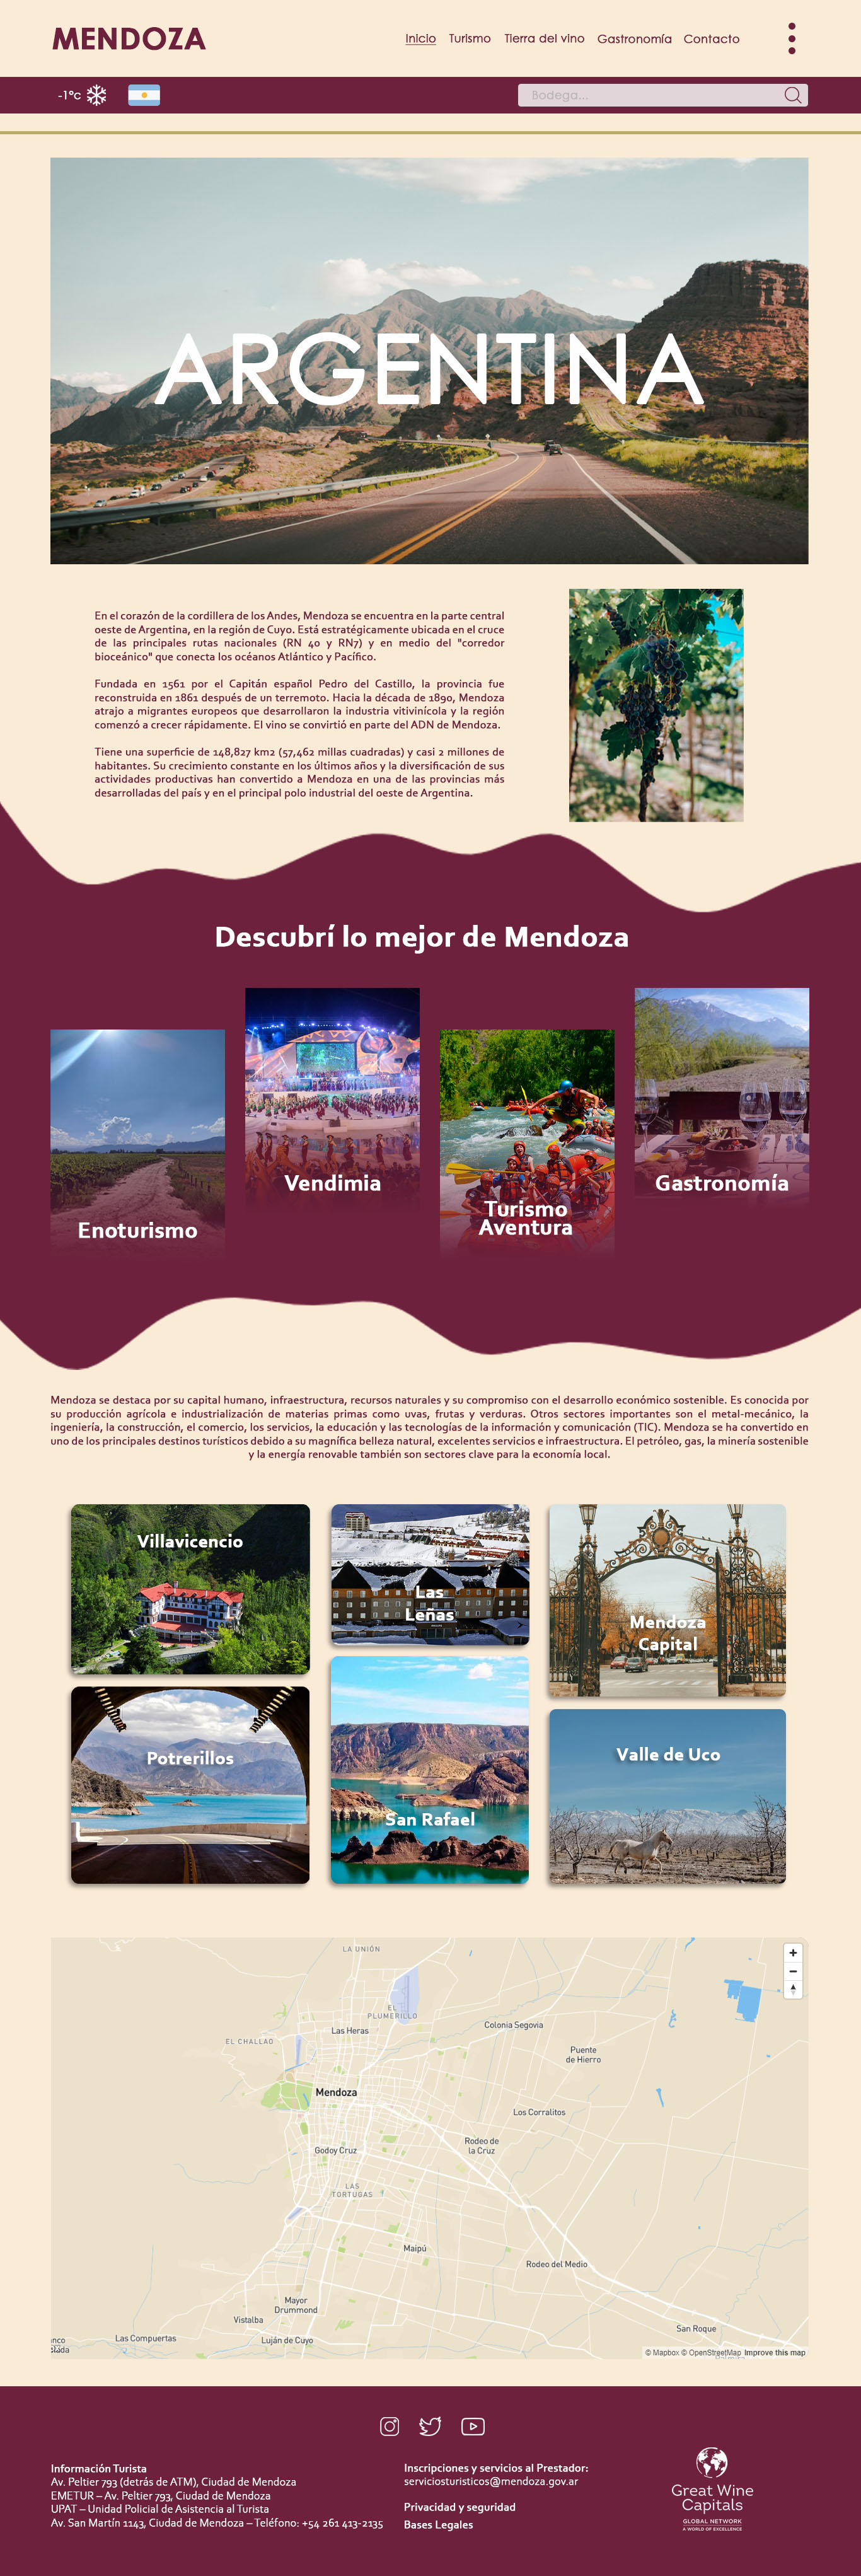 MENDOZA
Inicio Turismo Tierra del vino Gastronomía Contacto
-1°C
Bodega...
ARGENTINA
En el corazón de la cordillera de los Andes, Mendoza se encuentra en la parte central
oeste de Argentina, en la región de Cuyo. Está estratégicamente ubicada en el cruce
de las principales rutas nacionales (RN 40 y RN7) y en medio del "corredor
bioceánico" que conecta los océanos Atlántico y Pacífico.
Fundada en 1561 por el Capitán español Pedro del Castillo, la provincia fue
reconstruida en 1861 después de un terremoto. Hacia la década de 1890, Mendoza
atrajo a migrantes europeos que desarrollaron la industria vitivinícola y la región
comenzó a crecer rápidamente. El vino se convirtió en parte del ADN de Mendoza.
Tiene una superficie de 148,827 km2 (57,462 millas cuadradas) y casi 2 millones de
habitantes. Su crecimiento constante en los últimos años y la diversificación de sus
actividades productivas han convertido a Mendoza en una de las provincias más
desarrolladas del país y en el principal polo industrial del oeste de Argentina.
Descubrí lo mejor de Mendoza
Enoturismo
Vendimia
Turismo
Aventura
Gastronomía
Mendoza se destaca por su capital humano, infraestructura, recursos naturales y su compromiso con el desarrollo económico sostenible. Es conocida por
su producción agrícola e industrialización de materias primas como uvas, frutas y verduras. Otros sectores importantes son el metal-mecánico, la
ingeniería, la construcción, el comercio, los servicios, la educación y las tecnologías de la información y comunicación (TIC). Mendoza se ha convertido en
uno de los principales destinos turísticos debido a su magnífica belleza natural, excelentes servicios e infraestructura. El petróleo, gas, la minería sostenible
y la energía renovable también son sectores clave para la economía local.
Villavicencio
Las
Leñas
Mendoza
Capital
Potrerillos
San Rafael
Valle de Uco
LA UNIÓN
EL
PLUMERILLO
Las Heras
Colonia Segovia
EL CHALLAO
Puente
de Hierro
Mendoza
Los Corralitos
Rodeo de
la Cruz
Godoy Cruz
LAS
TORTUGAS
Maipú
Rodeo del Medio
Mayor
Drummond
Vistalba
San Roque
Las Compuertas
Luján de Cuyo
© Mapbox © OpenStreetMap Improve this map
Información Turista
Av. Peltier 793 (detrás de ATM), Ciudad de Mendoza
EMETUR – Av. Peltier 793, Ciudad de Mendoza
UPAT – Unidad Policial de Asistencia al Turista
Av. San Martín 1143, Ciudad de Mendoza – Teléfono: +54 261 413-2135
Inscripciones y servicios al Prestador:
serviciosturisticos@mendoza.gov.ar
Privacidad y seguridad
Bases Legales
Great Wine
Capitals
GLOBAL NETWORK
A WORLD OF EXCELLENCE